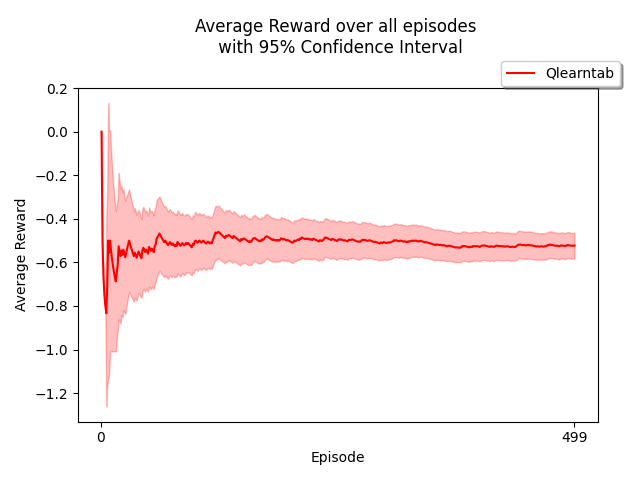 Average Reward over all episodes
with 95% Confidence Interval
Qlearntab
0.2
0.0
−0.2
−0.4
−0.6
−0.8
−1.0
−1.2
Average Reward
0 499
Episode